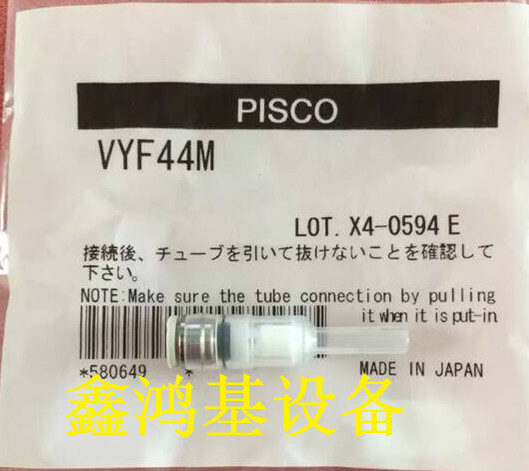 PISCO
VYF44M
LOT. X4-0594 E
接続後、チューブを引いて抜けないことを確認して
下さい。
NOTE:Make sure the tube connection by pulling
it when it is put-in
*580649 *
MADE IN JAPAN
鑫鸿基设备